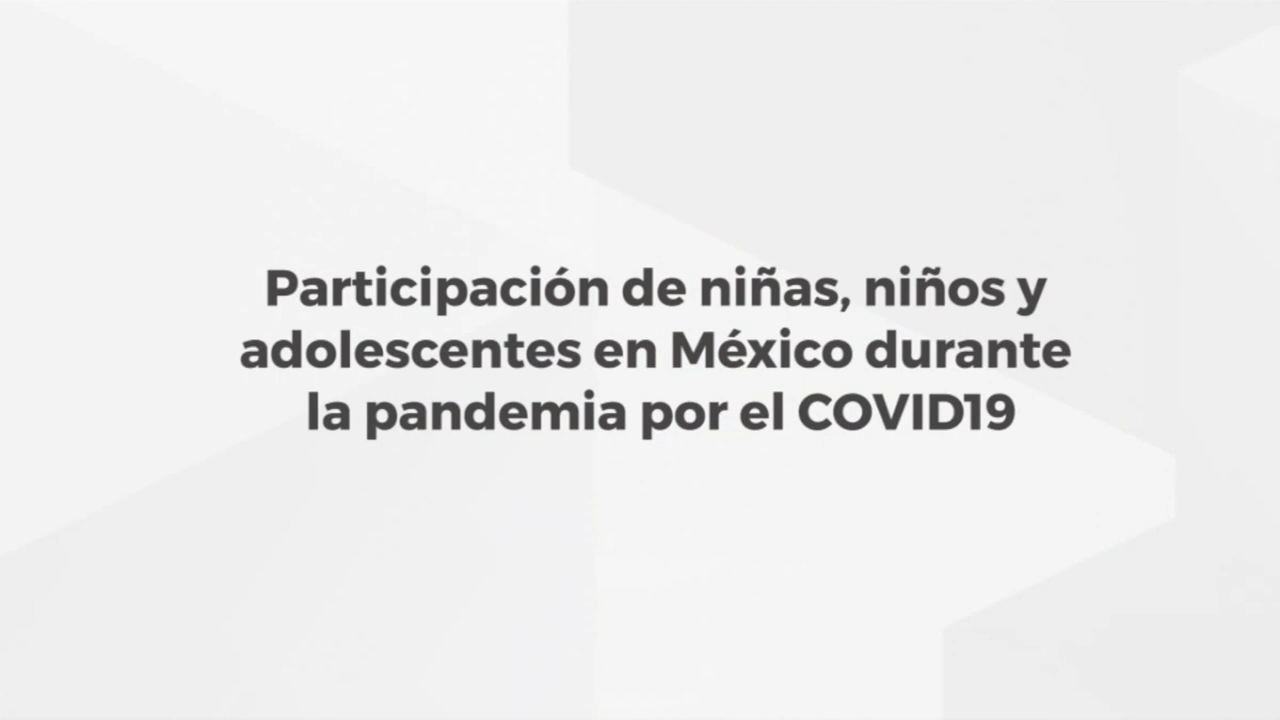 Participación de niñas, niños y
adolescentes en México durante
la pandemia por el COVID19